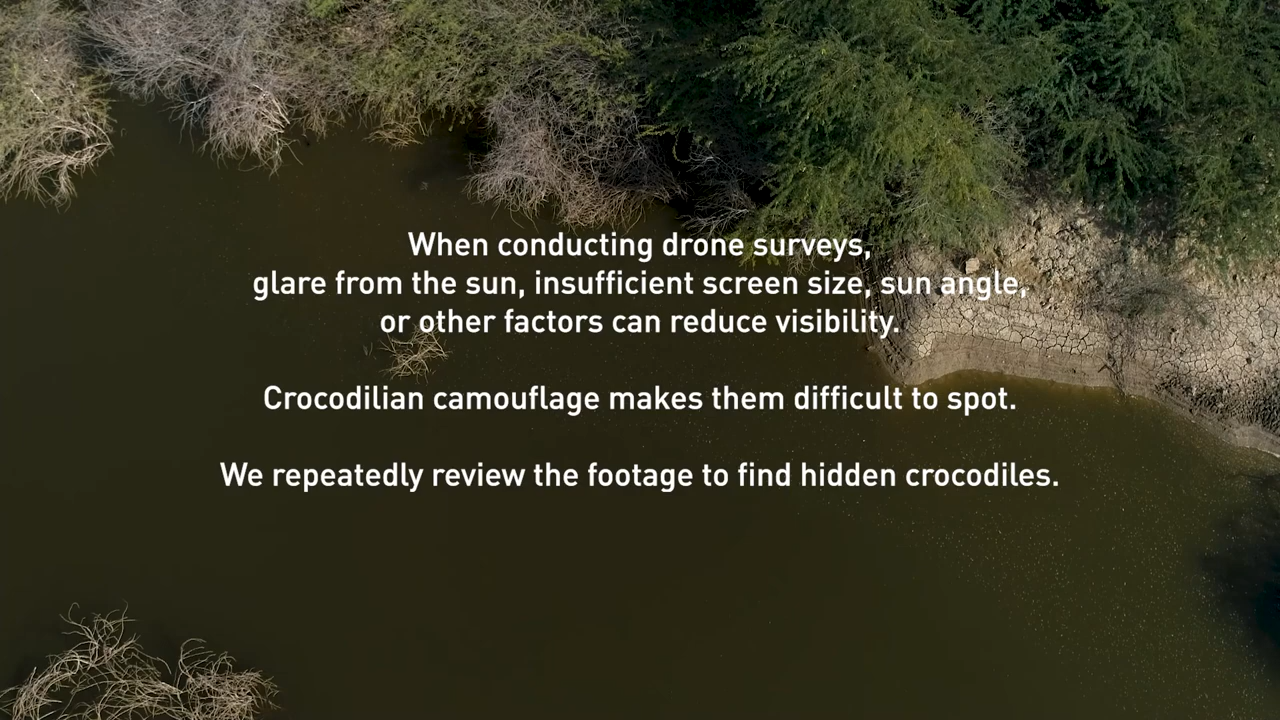 When conducting drone surveys,
glare from the sun, insufficient screen size, sun angle,
or other factors can reduce visibility.
Crocodilian camouflage makes them difficult to spot.
We repeatedly review the footage to find hidden crocodiles.